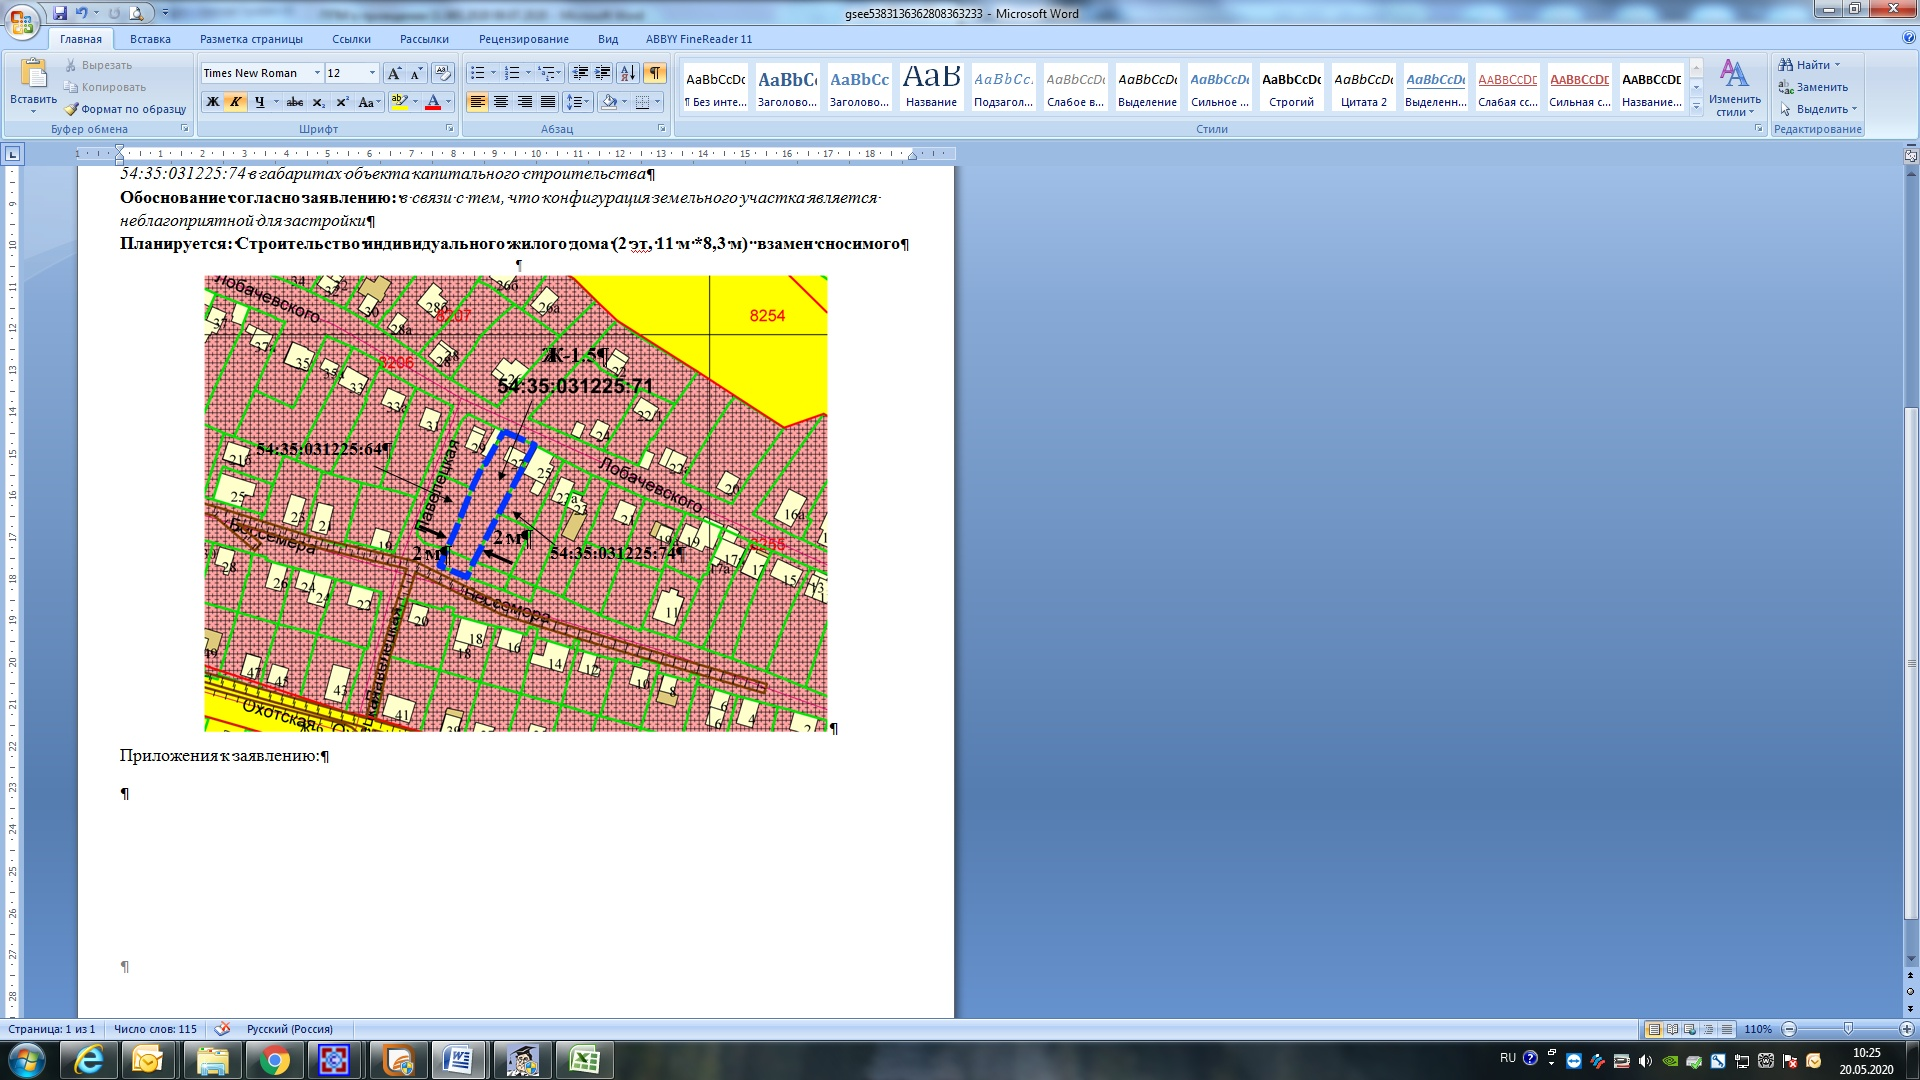 gsee5383136362808363233 - Microsoft Word
Главная Вставка Разметка страницы Ссылки Рассылки Рецензирование Вид ABBYY FineReader 11
Вставить
Вырезать
Копировать
Формат по образцу
Буфер обмена
Times New Roman 12
Шрифт
Абзац
¶ Без инте... Заголово... Заголово... Название Подзагол... Слабое в... Выделение Сильное ... Строгий Цитата 2 Выделенн... Слабая сс... Сильная с... Название...
Стили
Изменить стили
Найти
Заменить
Выделить
Редактирование
54:35:031225:74 в габаритах объекта капитального строительства¶
Обоснование согласно заявлению: в связи с тем, что конфигурация земельного участка является
неблагоприятной для застройки¶
Планируется: Строительство индивидуального жилого дома (2 эт, 11 м *8,3 м) взамен сносимого¶
¶
Лобачевского
8207
8254
8206
Ж-1.5¶
54:35:031225:71
54:35:031225:64¶
Павелецкая
Лобачевского
2 м¶
2 м¶
54:35:031225:74¶
Бессемера
Бессемера
Павелецкая
Охотская
¶
Приложения к заявлению:¶
¶
¶
Страница: 1 из 1 Число слов: 115 Русский (Россия) 110%
RU
10:25
20.05.2020